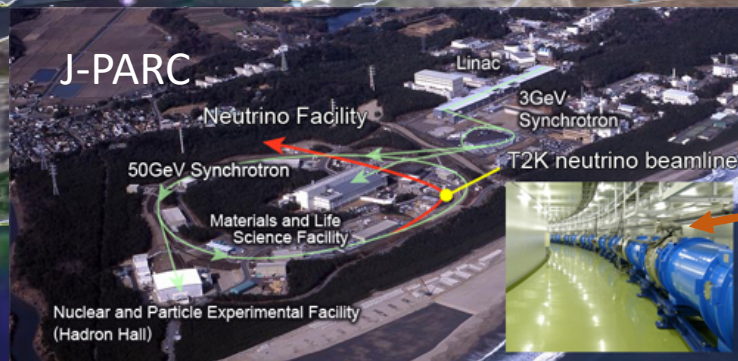 J-PARC
Linac
Neutrino Facility
3GeV
Synchrotron
50GeV Synchrotron
T2K neutrino beamline
Materials and Life
Science Facility
Nuclear and Particle Experimental Facility
(Hadron Hall)